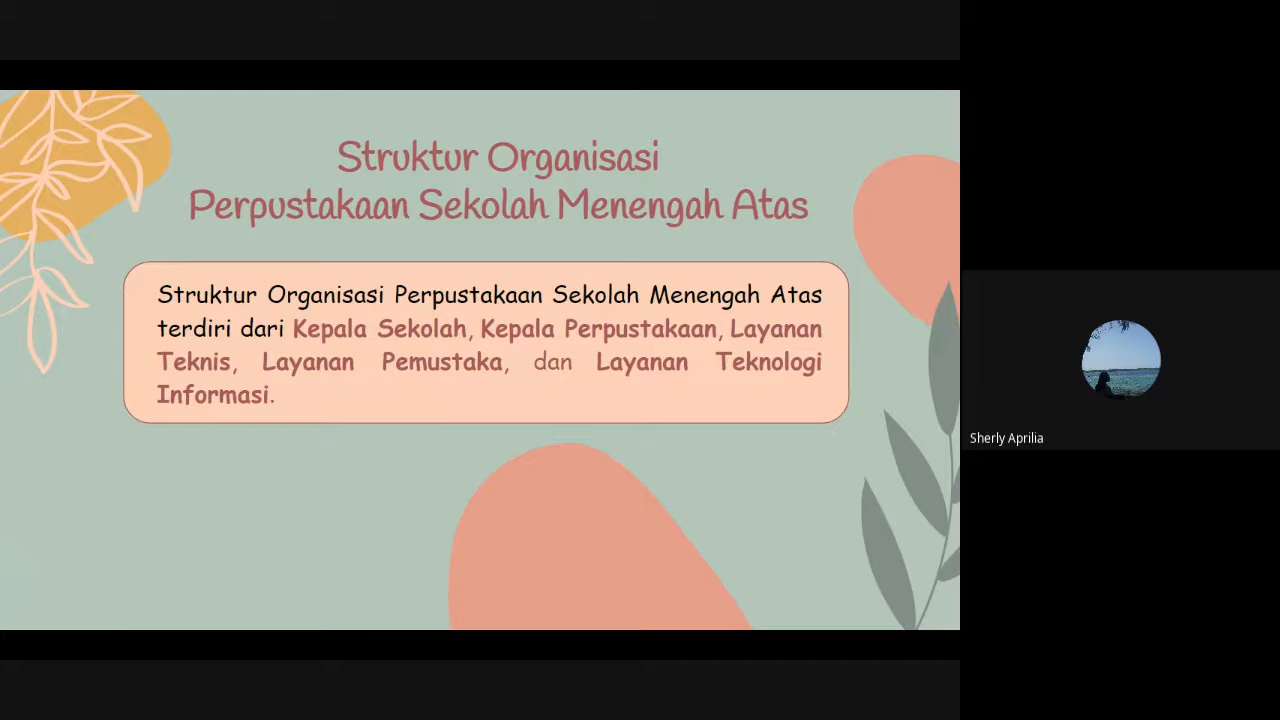 Struktur Organisasi
Perpustakaan Sekolah Menengah Atas
Struktur Organisasi Perpustakaan Sekolah Menengah Atas
terdiri dari Kepala Sekolah, Kepala Perpustakaan, Layanan
Teknis, Layanan Pemustaka, dan Layanan Teknologi
Informasi.
Sherly Aprilia